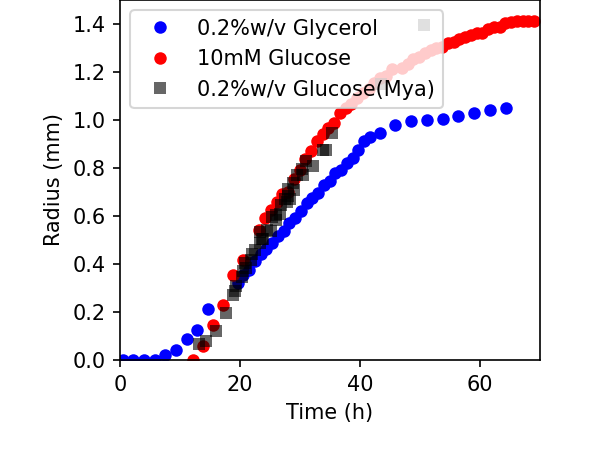 1.4
1.2
1.0
0.8
0.6
0.4
0.2
0.0
Radius (mm)
0.2%w/v Glycerol
10mM Glucose
0.2%w/v Glucose(Mya)
0 20 40 60
Time (h)